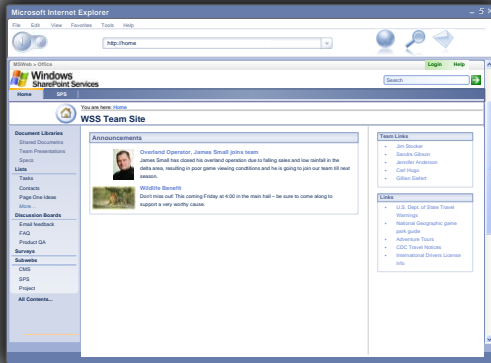 Microsoft Internet Explorer
File Edit View Favorites Tools Help
http://home
MSWeb > Office
Login Help
Windows
SharePoint Services
Search
Home SPS
You are here: Home
WSS Team Site
Document Libraries
Shared Documents
Team Presentations
Specs
Lists
Tasks
Contacts
Page One Ideas
More...
Discussion Boards
Email feedback
FAQ
Product QA
Surveys
Subwebs
CMS
SPS
Project
All Contents...
Announcements
Overland Operator, James Small joins team
James Small has closed his overland operation due to falling sales and low rainfall in the
delta area, resulting in poor game viewing conditions and he is going to join our team till next
season.
Wildlife Benefit
Don't miss out! This coming Friday at 4:00 in the main hall – be sure to come along to
support a very worthy cause.
Team Links
Jim Stocker
Sandra Gibson
Jennifer Anderson
Carl Hugo
Gillian Siefert
Links
U.S. Dept. of State Travel
Warnings
National Geographic game
park guide
Adventure Tours
CDC Travel Notices
International Drivers License
info